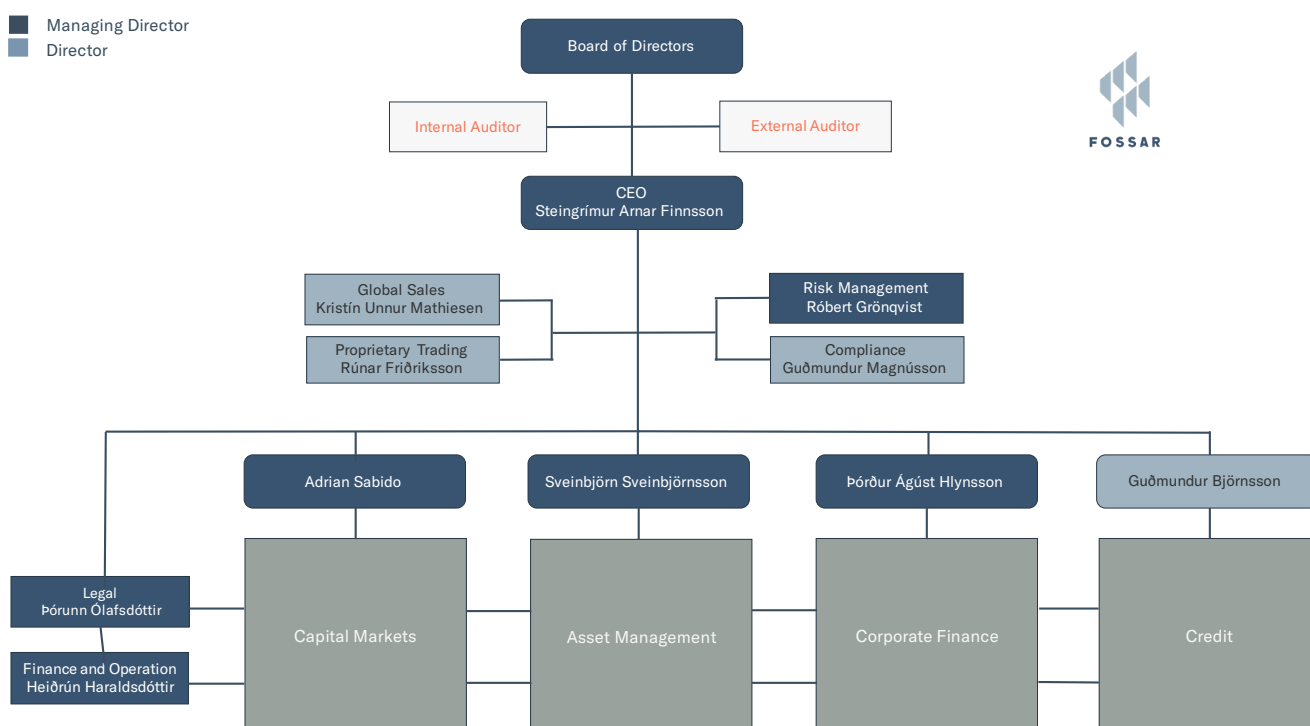 Managing Director
Director
Board of Directors
FOSSAR
Internal Auditor
External Auditor
CEO
Steingrímur Arnar Finnsson
Global Sales
Kristín Unnur Mathiesen
Risk Management
Róbert Grönqvist
Proprietary Trading
Rúnar Friðriksson
Compliance
Guðmundur Magnússon
Adrian Sabido
Sveinbjörn Sveinbjörnsson
Þórður Ágúst Hlynsson
Guðmundur Björnsson
Legal
Þórunn Ólafsdóttir
Capital Markets
Asset Management
Corporate Finance
Credit
Finance and Operation
Heiðrún Haraldsdóttir